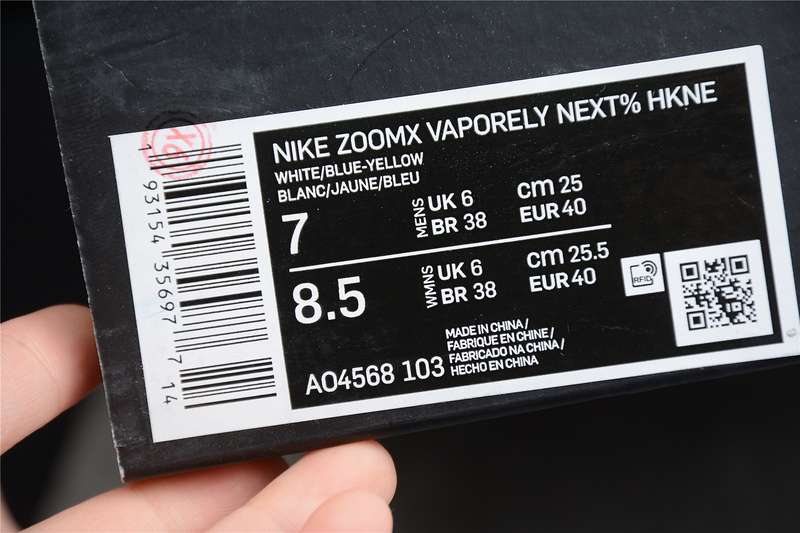 NIKE ZOOMX VAPORELY NEXT% HKNE
WHITE/BLUE-YELLOW
BLANC/JAUNE/BLEU
7
MENS
UK 6
BR 38
cm 25
EUR 40
8.5
WMNS
UK 6
BR 38
cm 25.5
EUR 40
RFID
AO4568 103
MADE IN CHINA/
FABRIQUE EN CHINE/
FABRICADO NA CHINA/
HECHO EN CHINA
1 93154 35697 7 14